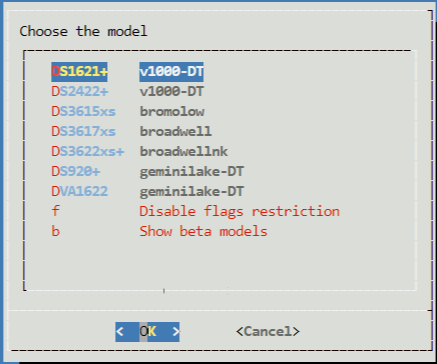 Choose the model
DS1621+ v1000-DT
DS2422+ v1000-DT
DS3615xs bromolow
DS3617xs broadwell
DS3622xs+ broadwellnk
DS920+ geminilake-DT
DVA1622 geminilake-DT
f Disable flags restriction
b Show beta models
< OK > <Cancel>